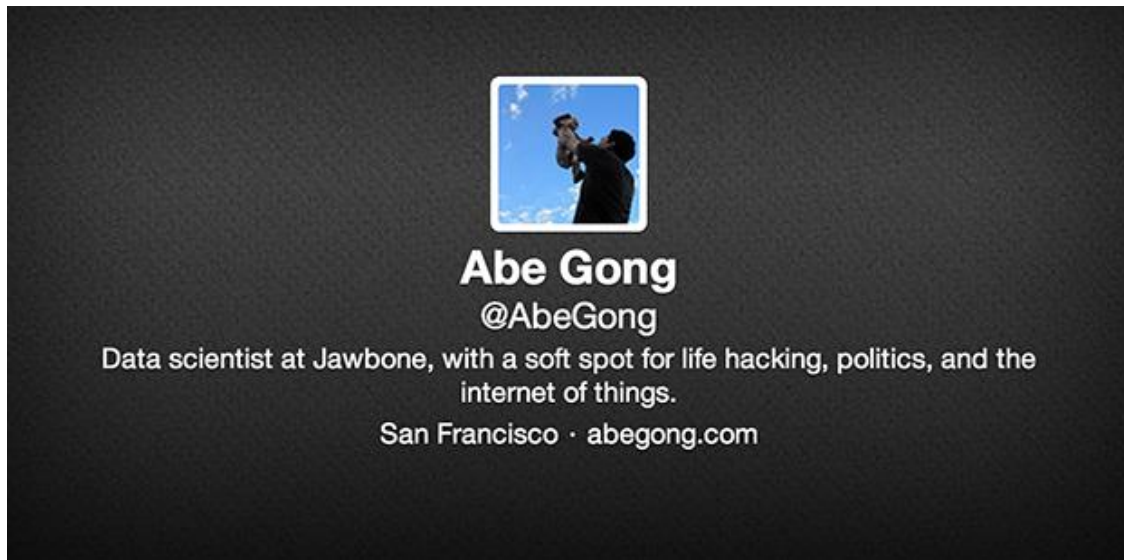 Abe Gong
@AbeGong
Data scientist at Jawbone, with a soft spot for life hacking, politics, and the
internet of things.
San Francisco · abegong.com